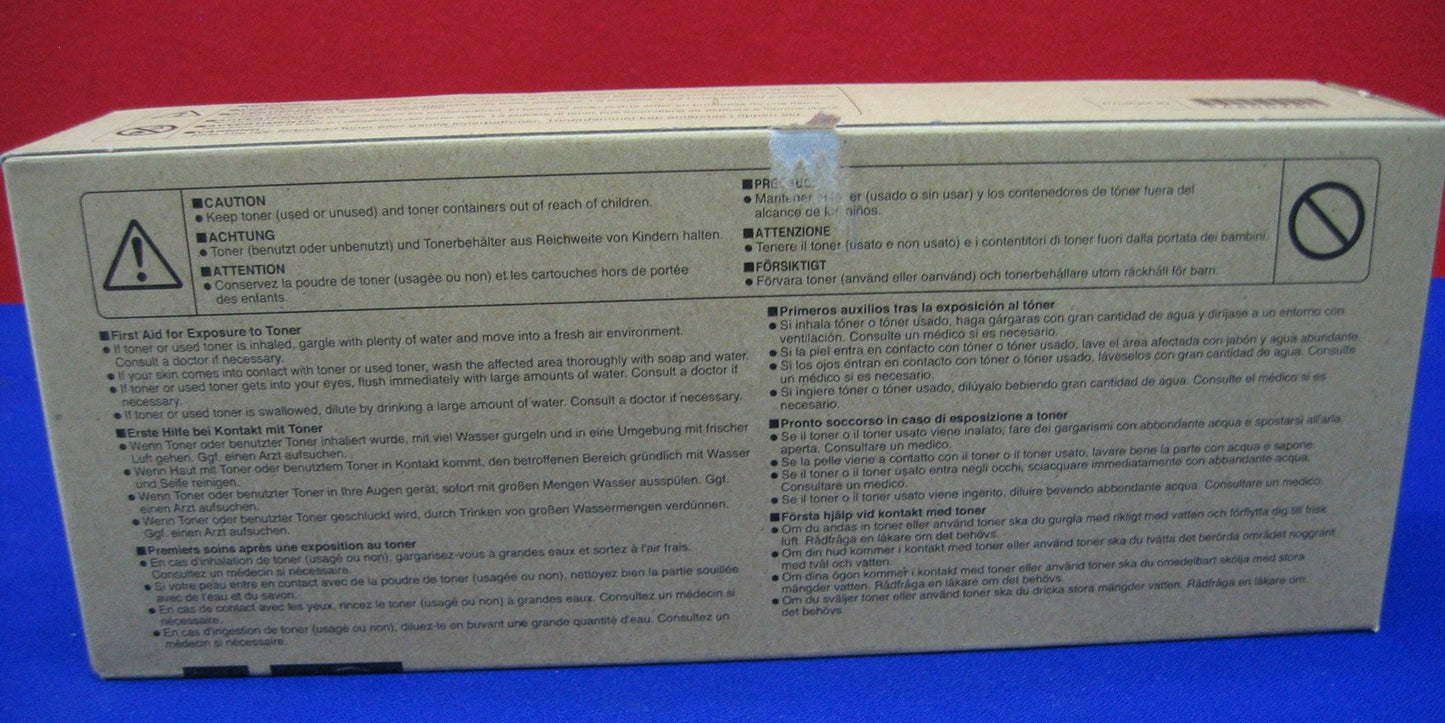 ■CAUTION
● Keep toner (used or unused) and toner containers out of reach of children.
■ACHTUNG
● Toner (benutzt oder unbenutzt) und Tonerbehälter aus Reichweite von Kindern halten.
■ATTENTION
● Conservez la poudre de toner (usagée ou non) et les cartouches hors de portée
des enfants.
● Mantener er (usado o sin usar) y los contenedores de tóner fuera del
alcance de niños.
■ATTENZIONE
● Tenere il toner (usato e non usato) e i contentitori di toner fuori dalla portata dei bambini.
■FÖRSIKTIGT
● Förvara toner (använd eller oanvänd) och tonerbehållare utom räckhåll för barn.
■First Aid for Exposure to Toner
● If toner or used toner is inhaled, gargle with plenty of water and move into a fresh air environment.
Consult a doctor if necessary.
● If your skin comes into contact with toner or used toner, wash the affected area thoroughly with soap and water.
● If toner or used toner gets into your eyes, flush immediately with large amounts of water. Consult a doctor if
necessary.
● If toner or used toner is swallowed, dilute by drinking a large amount of water. Consult a doctor if necessary.
■Erste Hilfe bei Kontakt mit Toner
● Wenn Toner oder benutzter Toner inhaliert wurde, mit viel Wasser gurgeln und in eine Umgebung mit frischer
Luft gehen. Ggf. einen Arzt aufsuchen.
● Wenn Haut mit Toner oder benutztem Toner in Kontakt kommt, den betroffenen Bereich gründlich mit Wasser
und Seife reinigen.
● Wenn Toner oder benutzter Toner in Ihre Augen gerät, sofort mit großen Mengen Wasser ausspülen. Ggf.
einen Arzt aufsuchen.
● Wenn Toner oder benutzter Toner geschluckt wird, durch Trinken von großen Wassermengen verdünnen.
Ggf. einen Arzt aufsuchen.
■Premiers soins après une exposition au toner
● En cas d'inhalation de toner (usagé ou non), gargarisez-vous à grandes eaux et sortez à l'air frais.
Consultez un médecin si nécessaire.
● Si votre peau entre en contact avec de la poudre de toner (usagée ou non), nettoyez bien la partie souillée
avec de l'eau et du savon.
● En cas de contact avec les yeux, rincez le toner (usagé ou non) à grandes eaux. Consultez un médecin si
nécessaire.
● En cas d'ingestion de toner (usagé ou non), diluez-le en buvant une grande quantité d'eau. Consultez un
médecin si nécessaire.
■Primeros auxilios tras la exposición al tóner
● Si inhala tóner o tóner usado, haga gárgaras con gran cantidad de agua y diríjase a un entorno con
ventilación. Consulte un médico si es necesario.
● Si la piel entra en contacto con tóner o tóner usado, lave el área afectada con jabón y agua abundante.
● Si los ojos entran en contacto con tóner o tóner usado, láveselos con gran cantidad de agua. Consulte
un médico si es necesario.
● Si ingiere tóner o tóner usado, dilúyalo bebiendo gran cantidad de agua. Consulte el médico si es
necesario.
■Pronto soccorso in caso di esposizione a toner
● Se il toner o il toner usato viene inalato, fare dei gargarismi con abbondante acqua e spostarsi all'aria
aperta. Consultare un medico.
● Se la pelle viene a contatto con il toner o il toner usato, lavare bene la parte con acqua e sapone.
● Se il toner o il toner usato entra negli occhi, sciacquare immediatamente con abbandante acqua.
Consultare un medico.
● Se il toner o il toner usato viene ingerito, diluire bevendo abbondante acqua. Consultare un medico.
■Första hjälp vid kontakt med toner
● Om du andas in toner eller använd toner ska du gurgla med rikligt med vatten och förflytta dig till frisk
luft. Rådfråga en läkare om det behövs.
● Om din hud kommer i kontakt med toner eller använd toner ska du tvätta det berörda området noggrant
med tvål och vatten.
● Om dina ögon kommer i kontakt med toner eller använd toner ska du omedelbart skölja med stora
mängder vatten. Rådfråga en läkare om det behövs.
● Om du sväljer toner eller använd toner ska du dricka stora mängder vatten. Rådfråga en läkare om
det behövs.